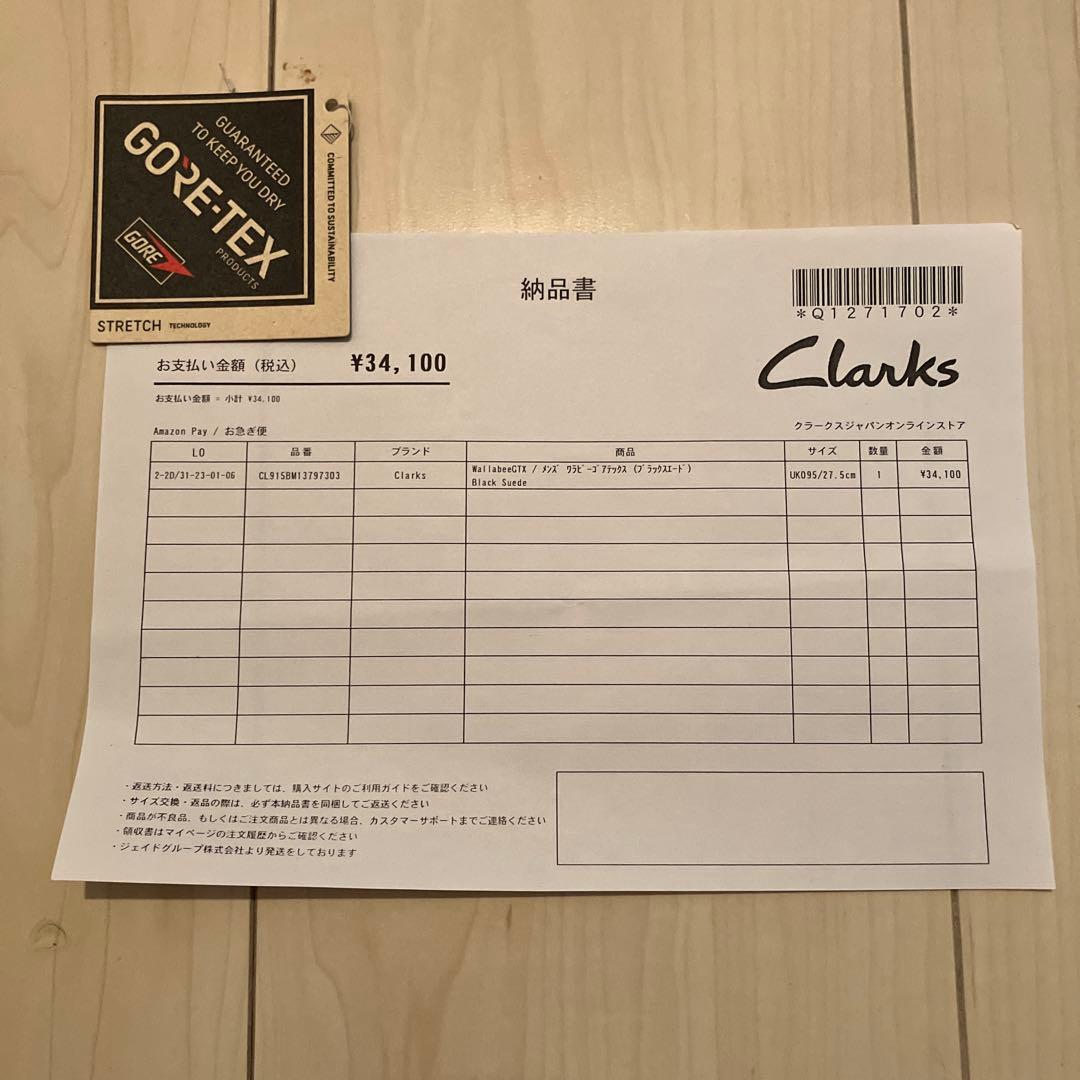 GUARANTEED
TO KEEP YOU DRY
GORE-TEX
PRODUCTS
GORE
STRETCH TECHNOLOGY
COMMITTED TO SUSTAINABILITY
納品書
*Q1271702*
お支払い金額（税込） ¥34,100
Clarks
お支払い金額 = 小計 ¥34,100
クラークスジャパンオンラインストア
Amazon Pay / お急ぎ便
LO 品番 ブランド 商品 サイズ 数量 金額
2-2D/31-23-01-06 CL915BM13797303 Clarks WallabeeGTX / メンズ ワラビーゴアテックス (ブラックスエード) UK095/27.5cm 1 ¥34,100
Black Suede
・返送方法・返送料につきましては、購入サイトのご利用ガイドをご確認ください
・サイズ交換・返品の際は、必ず本納品書を同梱してご返送ください
・商品が不良品、もしくはご注文商品とは異なる場合、カスタマーサポートまでご連絡ください
・領収書はマイページの注文履歴からご確認ください
・ジェイドグループ株式会社より発送をしております